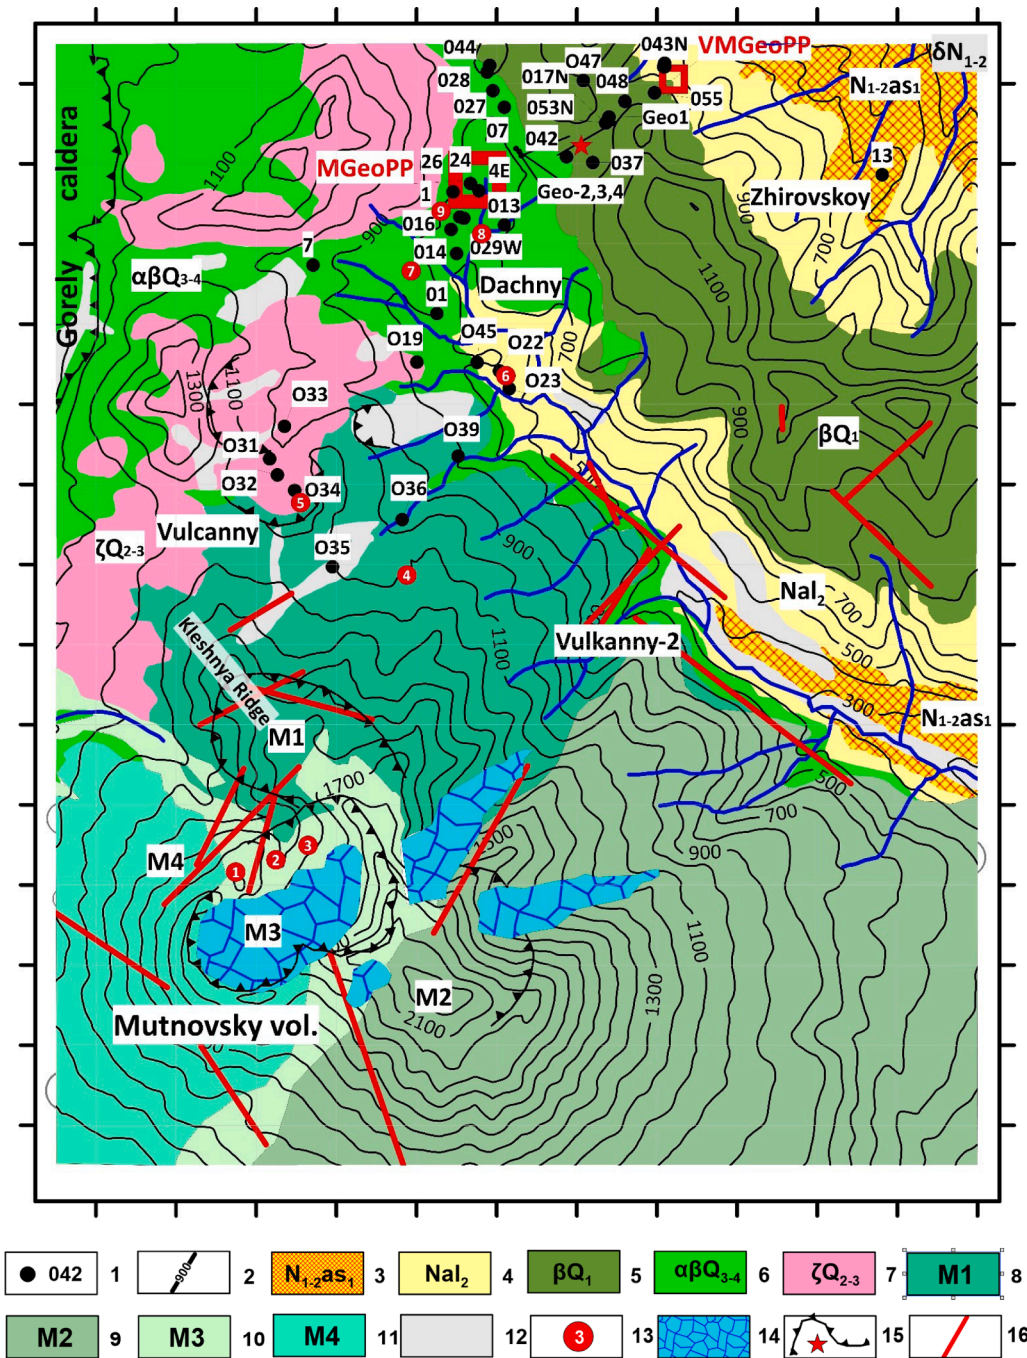 044
043N
VMGeoPP
δN1-2
O47
028
017N
048
N1-2as1
027
053N
055
Geo1
07
042
1100
26
24
MGeoPP
4E
037
13
1
Geo-2,3,4
Zhirovskoy
900
9
013
016
8
900
700
7
014
029W
αβQ3-4
7
Dachny
1100
Gorely caldera
01
O45
O22
O19
700
6
O23
1300
1100
O33
O39
900
βQ1
O31
O32
O34
5
O36
500
Vulcanny
ζQ2-3
O35
900
4
Nal2
700
Kleshnya Ridge
1100
Vulkanny-2
500
300
N1-2as1
M1
1700
500
700
M4
3
2
1
1500
900
M3
1100
M2
1300
2100
Mutnovsky vol.
042 1
900 2
N1-2as1 3
Nal2 4
βQ1 5
αβQ3-4 6
ζQ2-3 7
M1 8
M2 9
M3 10
M4 11
12
3 13
14
15
16